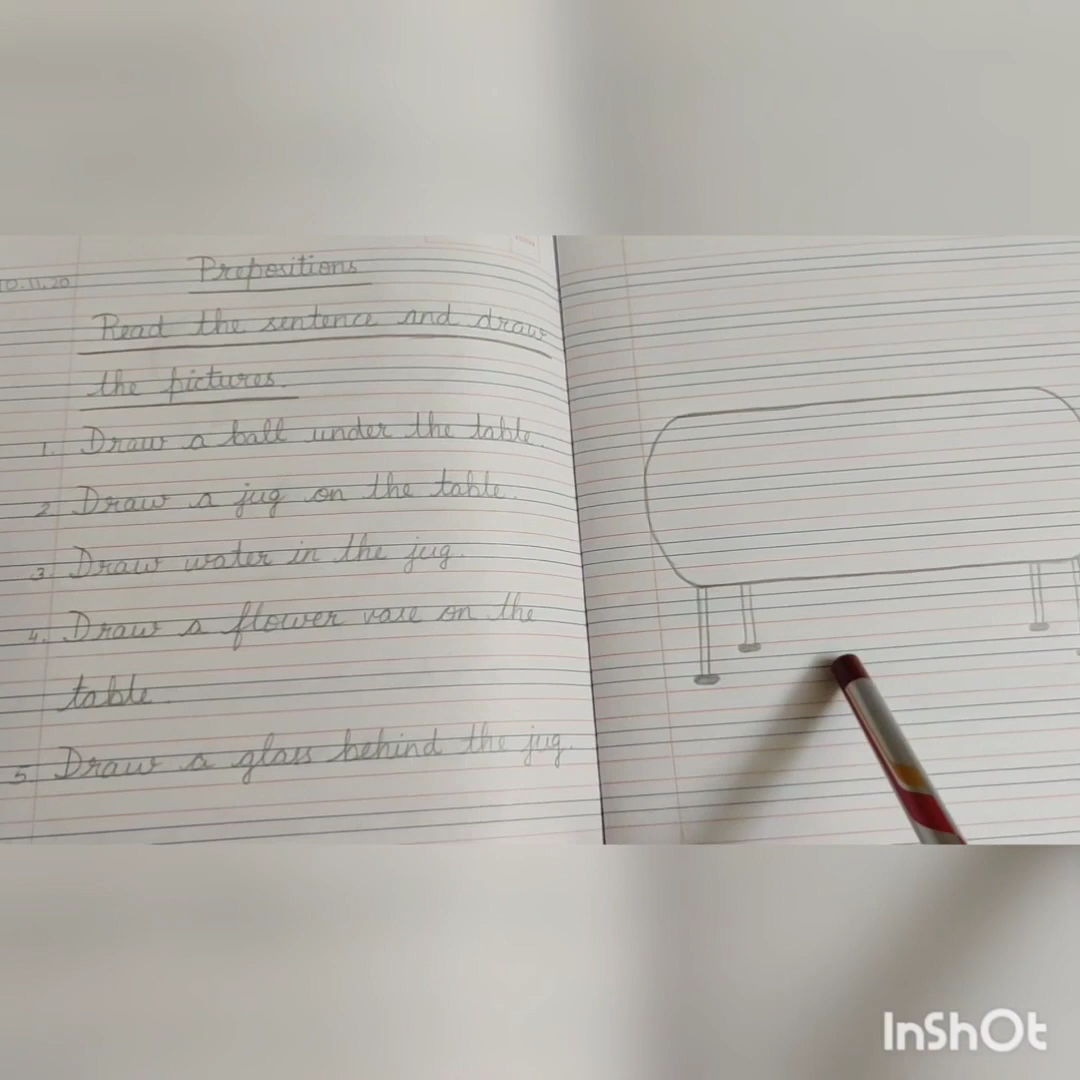 Prepositions
10.11.20
Read the sentence and draw
the pictures.
1. Draw a ball under the table.
2. Draw a jug on the table.
3. Draw water in the jug.
4. Draw a flower vase on the
table.
5. Draw a glass behind the jug.
InShOt